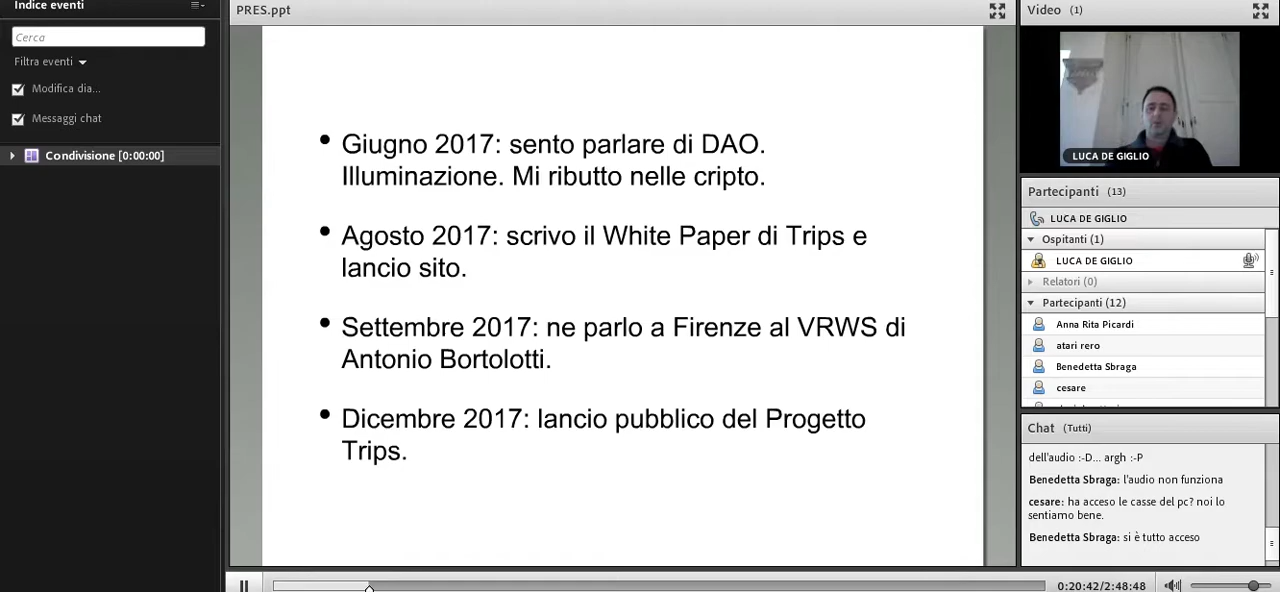 Indice eventi
Cerca
Filtra eventi
Modifica dia...
Messaggi chat
Condivisione [0:00:00]
PRES.ppt
• Giugno 2017: sento parlare di DAO.
Illuminazione. Mi ributto nelle cripto.
• Agosto 2017: scrivo il White Paper di Trips e
lancio sito.
• Settembre 2017: ne parlo a Firenze al VRWS di
Antonio Bortolotti.
• Dicembre 2017: lancio pubblico del Progetto
Trips.
0:20:42/2:48:48
Video (1)
LUCA DE GIGLIO
Partecipanti (13)
LUCA DE GIGLIO
Ospitanti (1)
LUCA DE GIGLIO
Relatori (0)
Partecipanti (12)
Anna Rita Picardi
atari rero
Benedetta Sbraga
cesare
Chat (Tutti)
dell'audio :-D... argh :-P
Benedetta Sbraga: l'audio non funziona
cesare: ha acceso le casse del pc? noi lo
sentiamo bene.
Benedetta Sbraga: si è tutto acceso